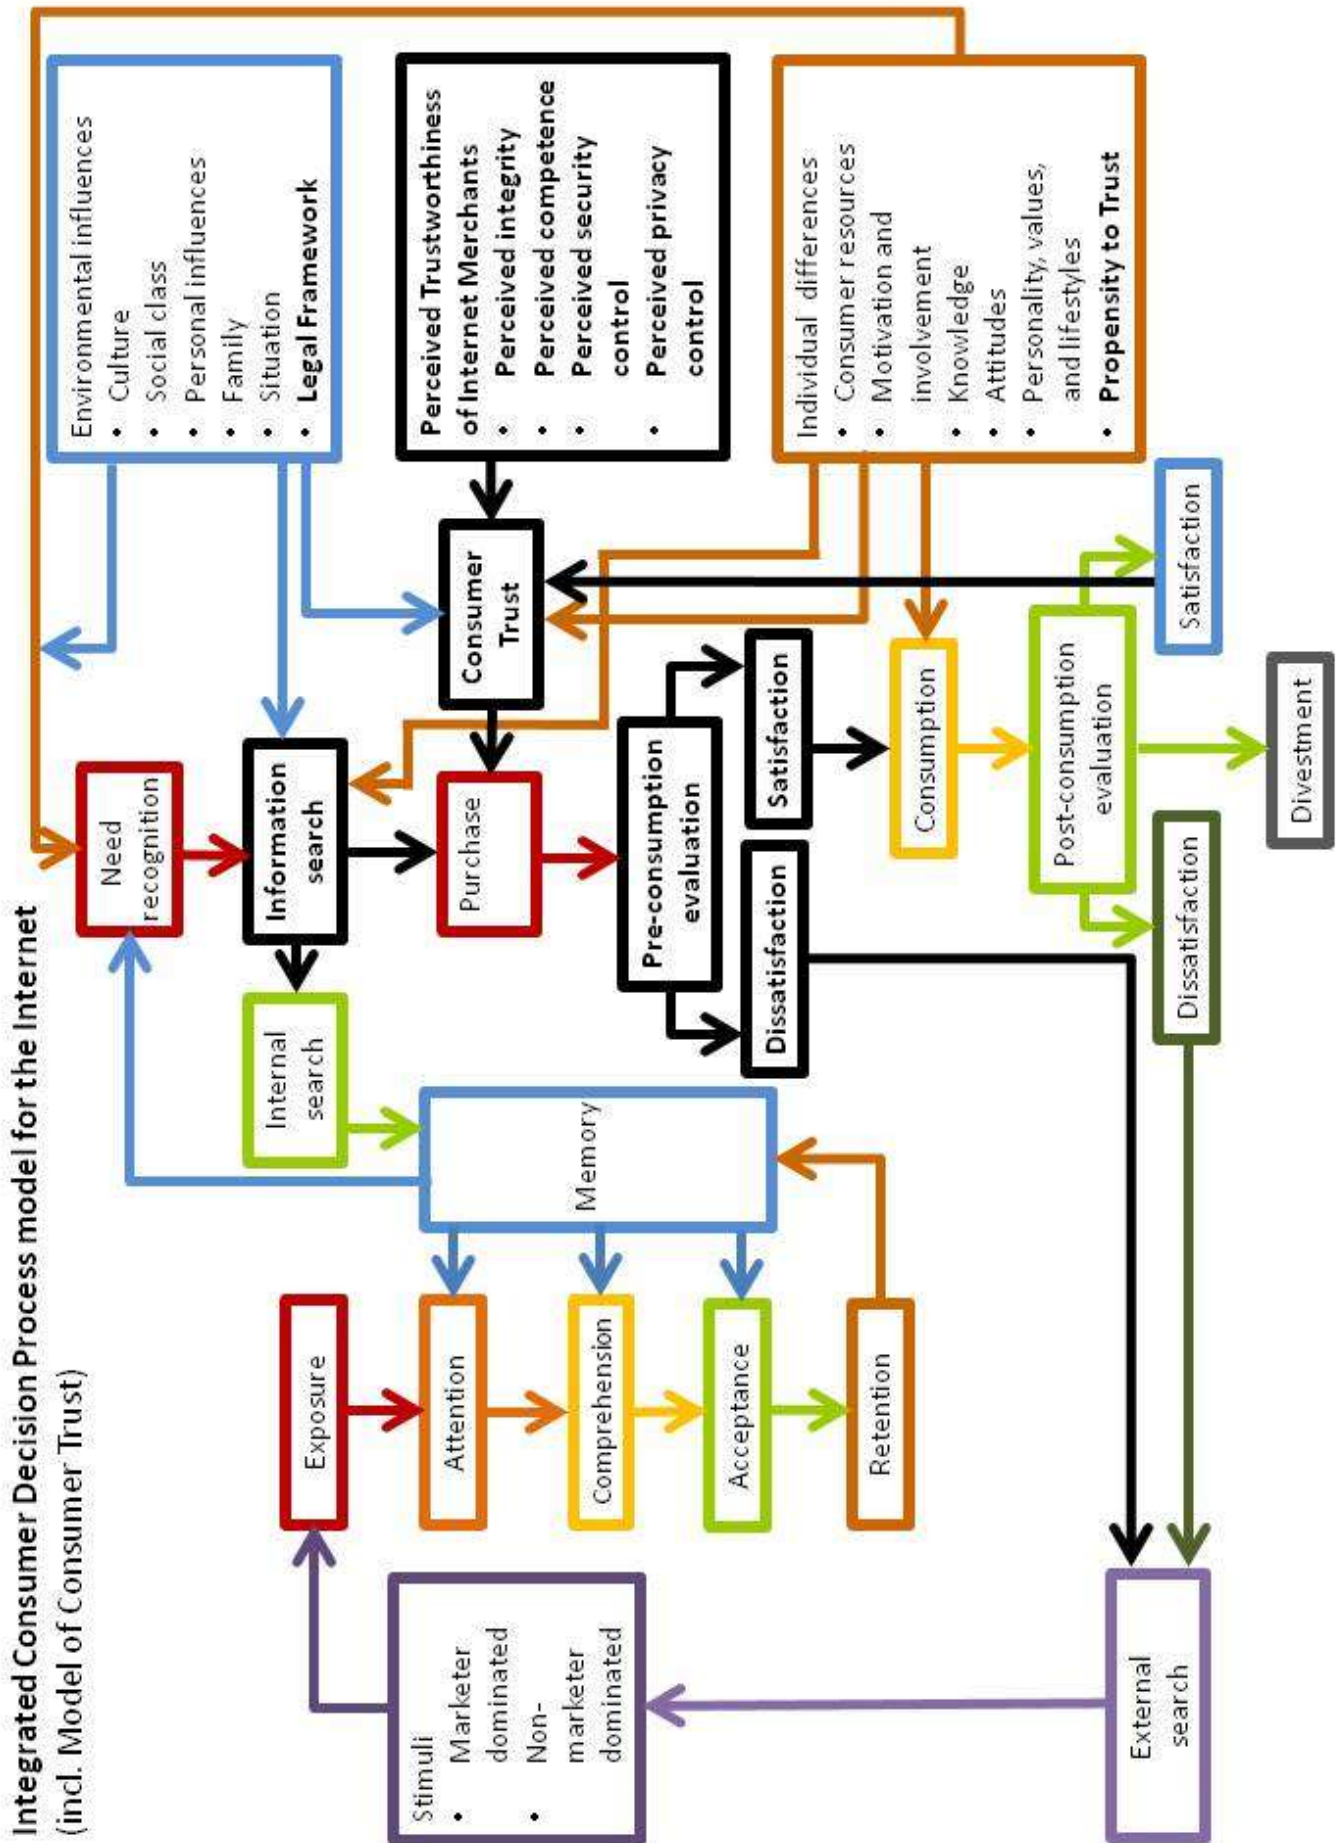 Integrated Consumer Decision Process model for the Internet
(incl. Model of Consumer Trust)
Stimuli
• Marketer
dominated
• Non-
marketer
dominated
External
search
Exposure
Attention
Comprehension
Acceptance
Retention
Memory
Internal
search
Need
recognition
Information
search
Purchase
Pre-consumption
evaluation
Dissatisfaction
Satisfaction
Consumption
Post-consumption
evaluation
Dissatisfaction
Satisfaction
Divestment
Consumer
Trust
Environmental influences
• Culture
• Social class
• Personal influences
• Family
• Situation
• Legal Framework
Perceived Trustworthiness
of Internet Merchants
• Perceived integrity
• Perceived competence
• Perceived security
control
• Perceived privacy
control
Individual differences
• Consumer resources
• Motivation and
involvement
• Knowledge
• Attitudes
• Personality, values,
and lifestyles
• Propensity to Trust